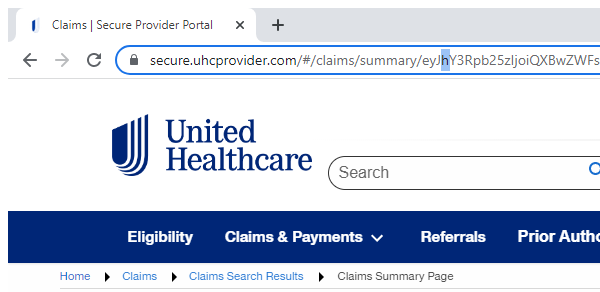 Claims | Secure Provider Portal
secure.uhcprovider.com/#/claims/summary/eyJhY3Rpb25zIjoiQXBwZWFs
United
Healthcare
Search
Eligibility Claims & Payments Referrals Prior Autho
Home Claims Claims Search Results Claims Summary Page